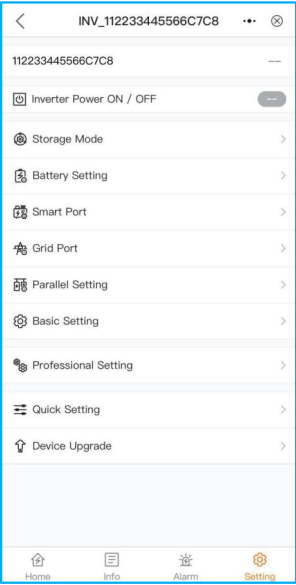 INV_112233445566C7C8
112233445566C7C8 --
Inverter Power ON / OFF --
Storage Mode
Battery Setting
Smart Port
Grid Port
Parallel Setting
Basic Setting
Professional Setting
Quick Setting
Device Upgrade
Home Info Alarm Setting